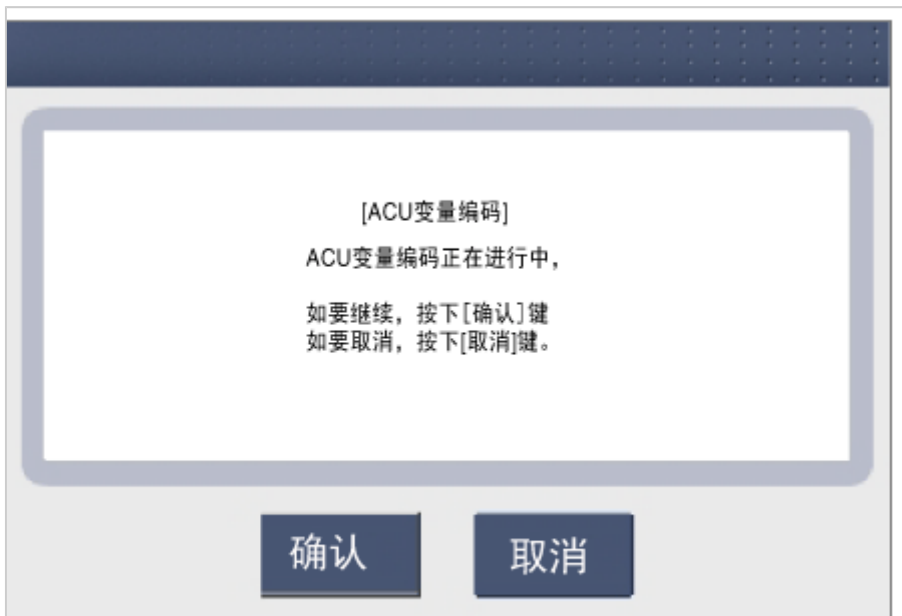 [ACU变量编码]
ACU变量编码正在进行中，
如要继续，按下[确认]键
如要取消，按下[取消]键。
确认
取消